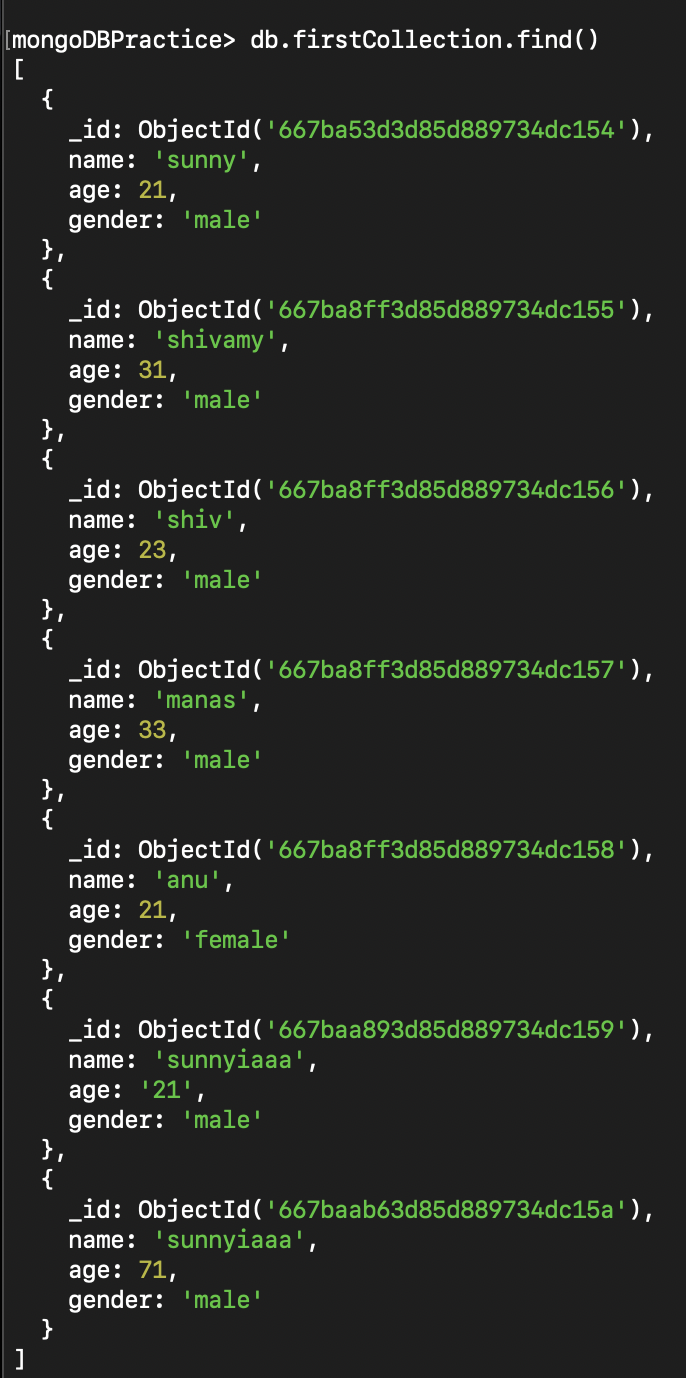 [mongoDBPractice> db.firstCollection.find()
[
  {
    _id: ObjectId('667ba53d3d85d889734dc154'),
    name: 'sunny',
    age: 21,
    gender: 'male'
  },
  {
    _id: ObjectId('667ba8ff3d85d889734dc155'),
    name: 'shivamy',
    age: 31,
    gender: 'male'
  },
  {
    _id: ObjectId('667ba8ff3d85d889734dc156'),
    name: 'shiv',
    age: 23,
    gender: 'male'
  },
  {
    _id: ObjectId('667ba8ff3d85d889734dc157'),
    name: 'manas',
    age: 33,
    gender: 'male'
  },
  {
    _id: ObjectId('667ba8ff3d85d889734dc158'),
    name: 'anu',
    age: 21,
    gender: 'female'
  },
  {
    _id: ObjectId('667baa893d85d889734dc159'),
    name: 'sunnyiaaa',
    age: '21',
    gender: 'male'
  },
  {
    _id: ObjectId('667baab63d85d889734dc15a'),
    name: 'sunnyiaaa',
    age: 71,
    gender: 'male'
  }
]